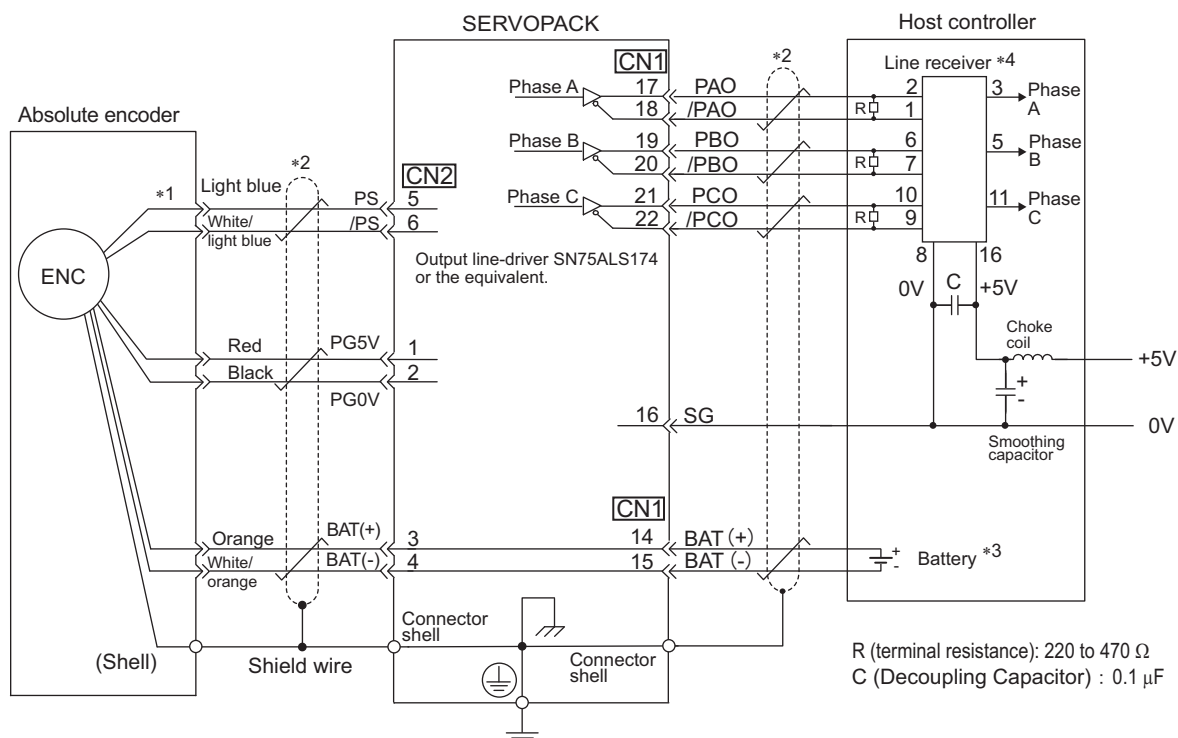 SERVOPACK
Host controller
Absolute encoder
*1
ENC
Light blue
White/
light blue
*2
PS
/PS
CN2
5
6
Red
Black
PG5V
PG0V
1
2
Orange
White/
orange
BAT(+)
BAT(-)
3
4
(Shell)
Shield wire
Connector
shell
Connector
shell
Phase A
Phase B
Phase C
Output line-driver SN75ALS174
or the equivalent.
CN1
17
18
19
20
21
22
PAO
/PAO
PBO
/PBO
PCO
/PCO
*2
16
SG
CN1
14
15
BAT (+)
BAT (-)
Line receiver *4
R
R
R
2
1
6
7
10
9
3
5
11
Phase
A
Phase
B
Phase
C
8
16
0V
C
+5V
Choke
coil
+5V
+
-
0V
Smoothing
capacitor
+
-
Battery *3
R (terminal resistance): 220 to 470 Ω
C (Decoupling Capacitor) : 0.1 μF